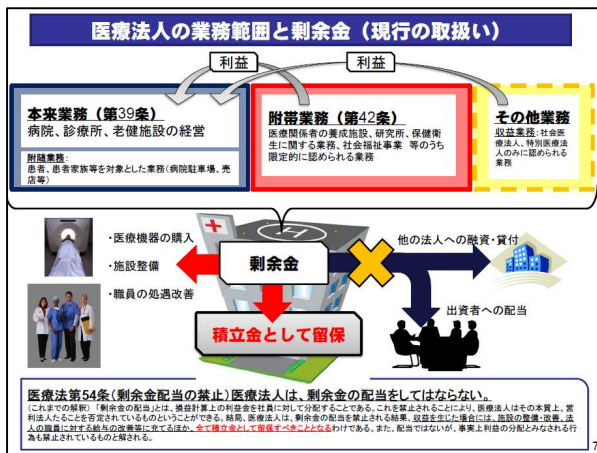 医療法人の業務範囲と剰余金（現行の取扱い）
利益
利益
本来業務（第39条）
病院、診療所、老健施設の経営
附随業務：
患者、患者家族等を対象とした業務（病院駐車場、売
店等）
附帯業務（第42条）
医療関係者の養成施設、研究所、保健衛
生に関する業務、社会福祉事業　等のうち
限定的に認められる業務
その他業務
収益業務：社会医
療法人、特別医療法
人のみに認められる
業務
・医療機器の購入
・施設整備
・職員の処遇改善
H
剰余金
積立金として留保
他の法人への融資・貸付
出資者への配当
医療法第54条（剰余金配当の禁止）医療法人は、剰余金の配当をしてはならない。
（これまでの解釈）「剰余金の配当」とは、損益計算上の利益金を社員に対して分配することである。これを禁止されることにより、医療法人はその本質上、営
利法人たることを否定されているものということができる。結局、医療法人は、剰余金の配当を禁止される結果、収益を生じた場合には、施設の整備・改善、法
人の職員に対する給与の改善等に充てるほか、全て積立金として留保すべきこととなるわけである。また、配当ではないが、事実上利益の分配とみなされる行
為も禁止されているものと解される。
7